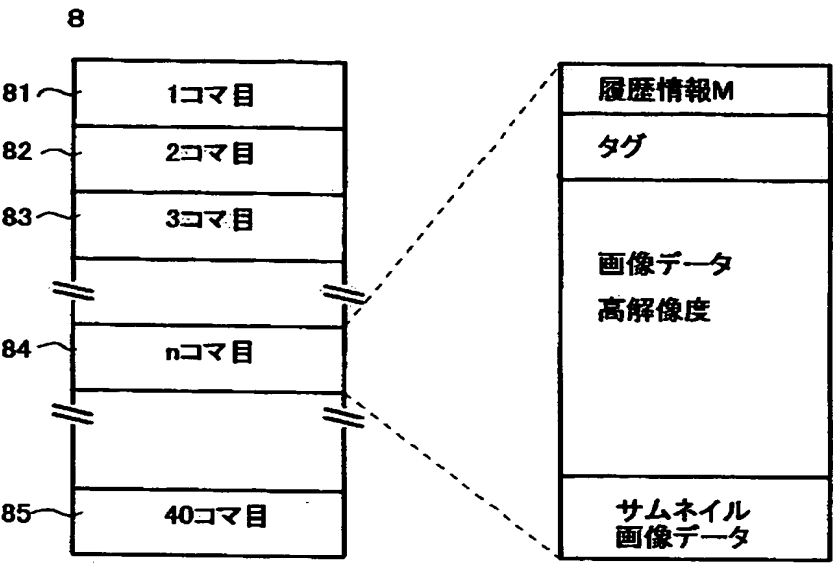 8
81
1コマ目
82
2コマ目
83
3コマ目
84
nコマ目
85
40コマ目
履歴情報M
タグ
画像データ
高解像度
サムネイル
画像データ